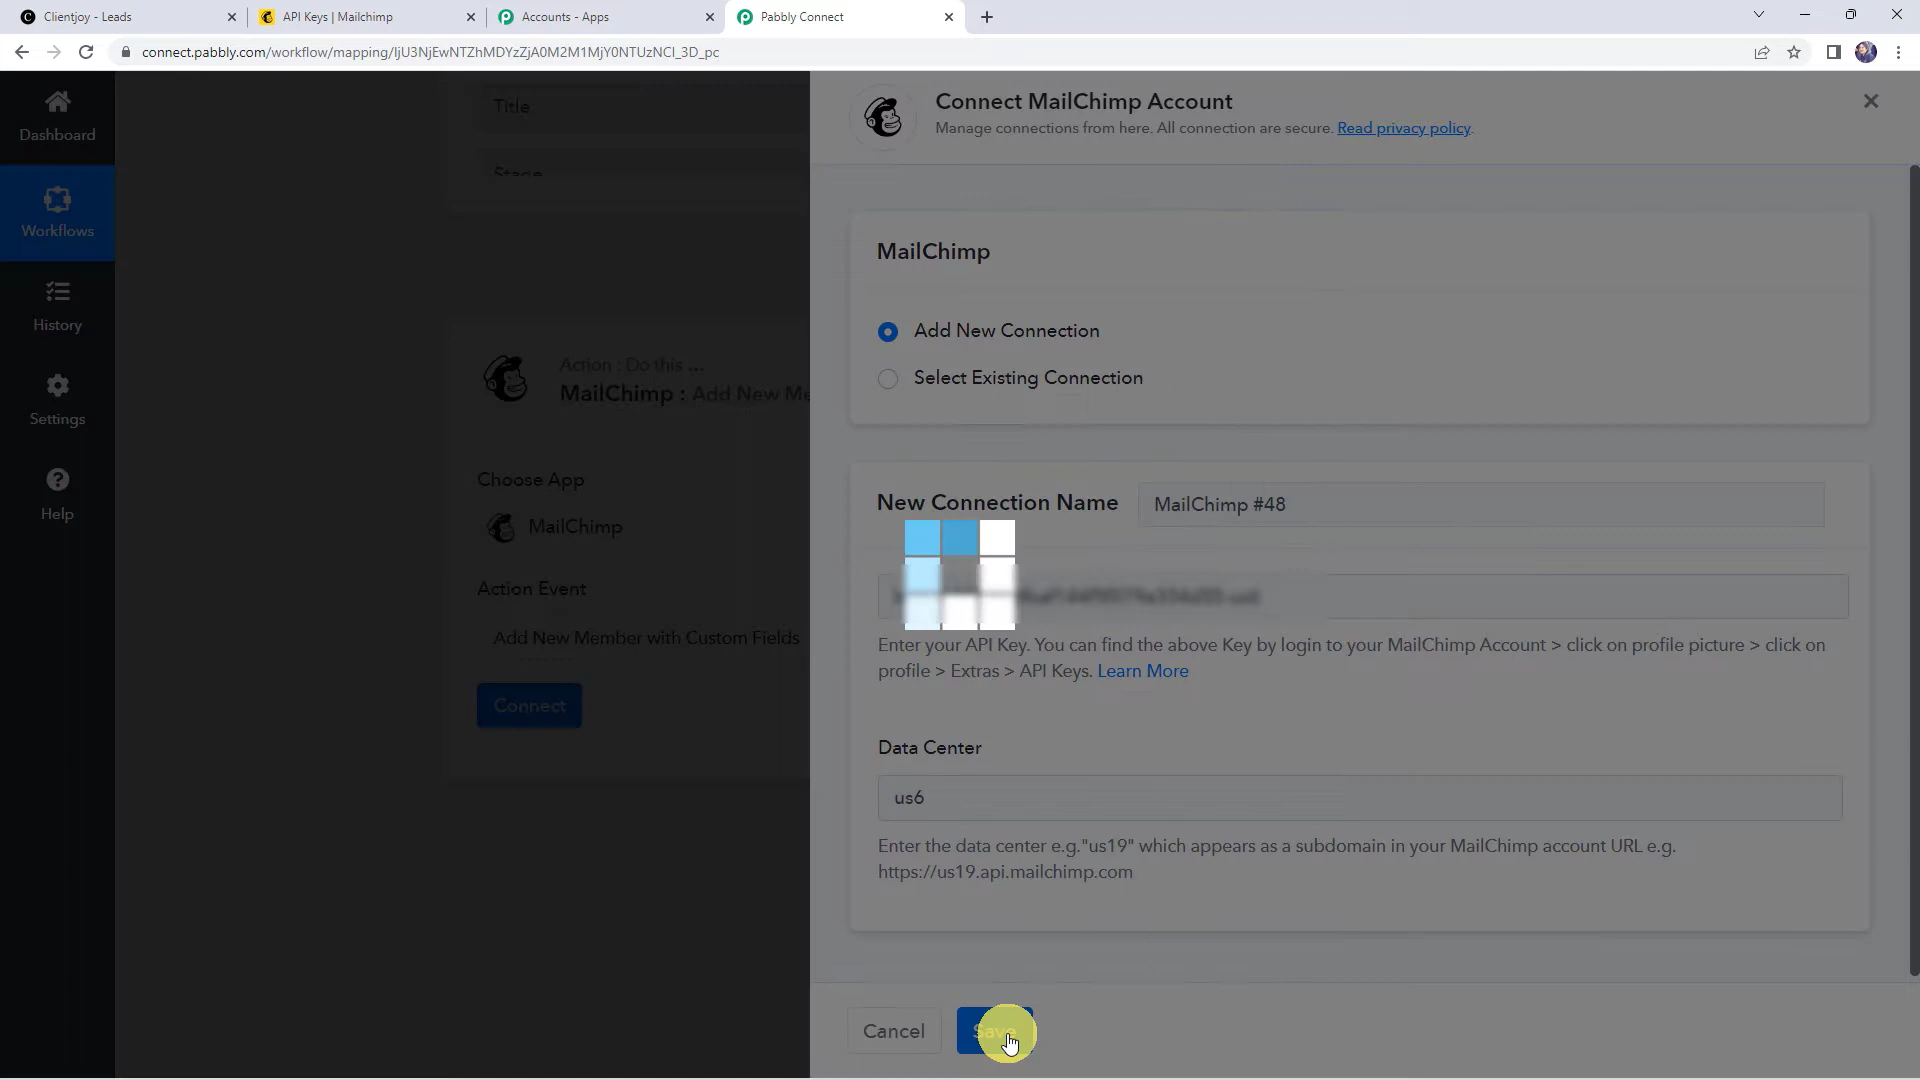 Clientjoy - Leads
API Keys | Mailchimp
Accounts - Apps
Pabbly Connect
connect.pabbly.com/workflow/mapping/IjU3NjEwNTZhMDYzZjA0M2M1MjY0NTUzNCI_3D_pc
Dashboard
Workflows
History
Settings
Help
Title
Stage
Action : Do this ...
MailChimp : Add New Me
Choose App
MailChimp
Action Event
Add New Member with Custom Fields
Connect
Connect MailChimp Account
Manage connections from here. All connection are secure. Read privacy policy.
MailChimp
Add New Connection
Select Existing Connection
New Connection Name
MailChimp #48
Enter your API Key. You can find the above Key by login to your MailChimp Account > click on profile picture > click on
profile > Extras > API Keys. Learn More
Data Center
us6
Enter the data center e.g."us19" which appears as a subdomain in your MailChimp account URL e.g.
https://us19.api.mailchimp.com
Cancel
Save